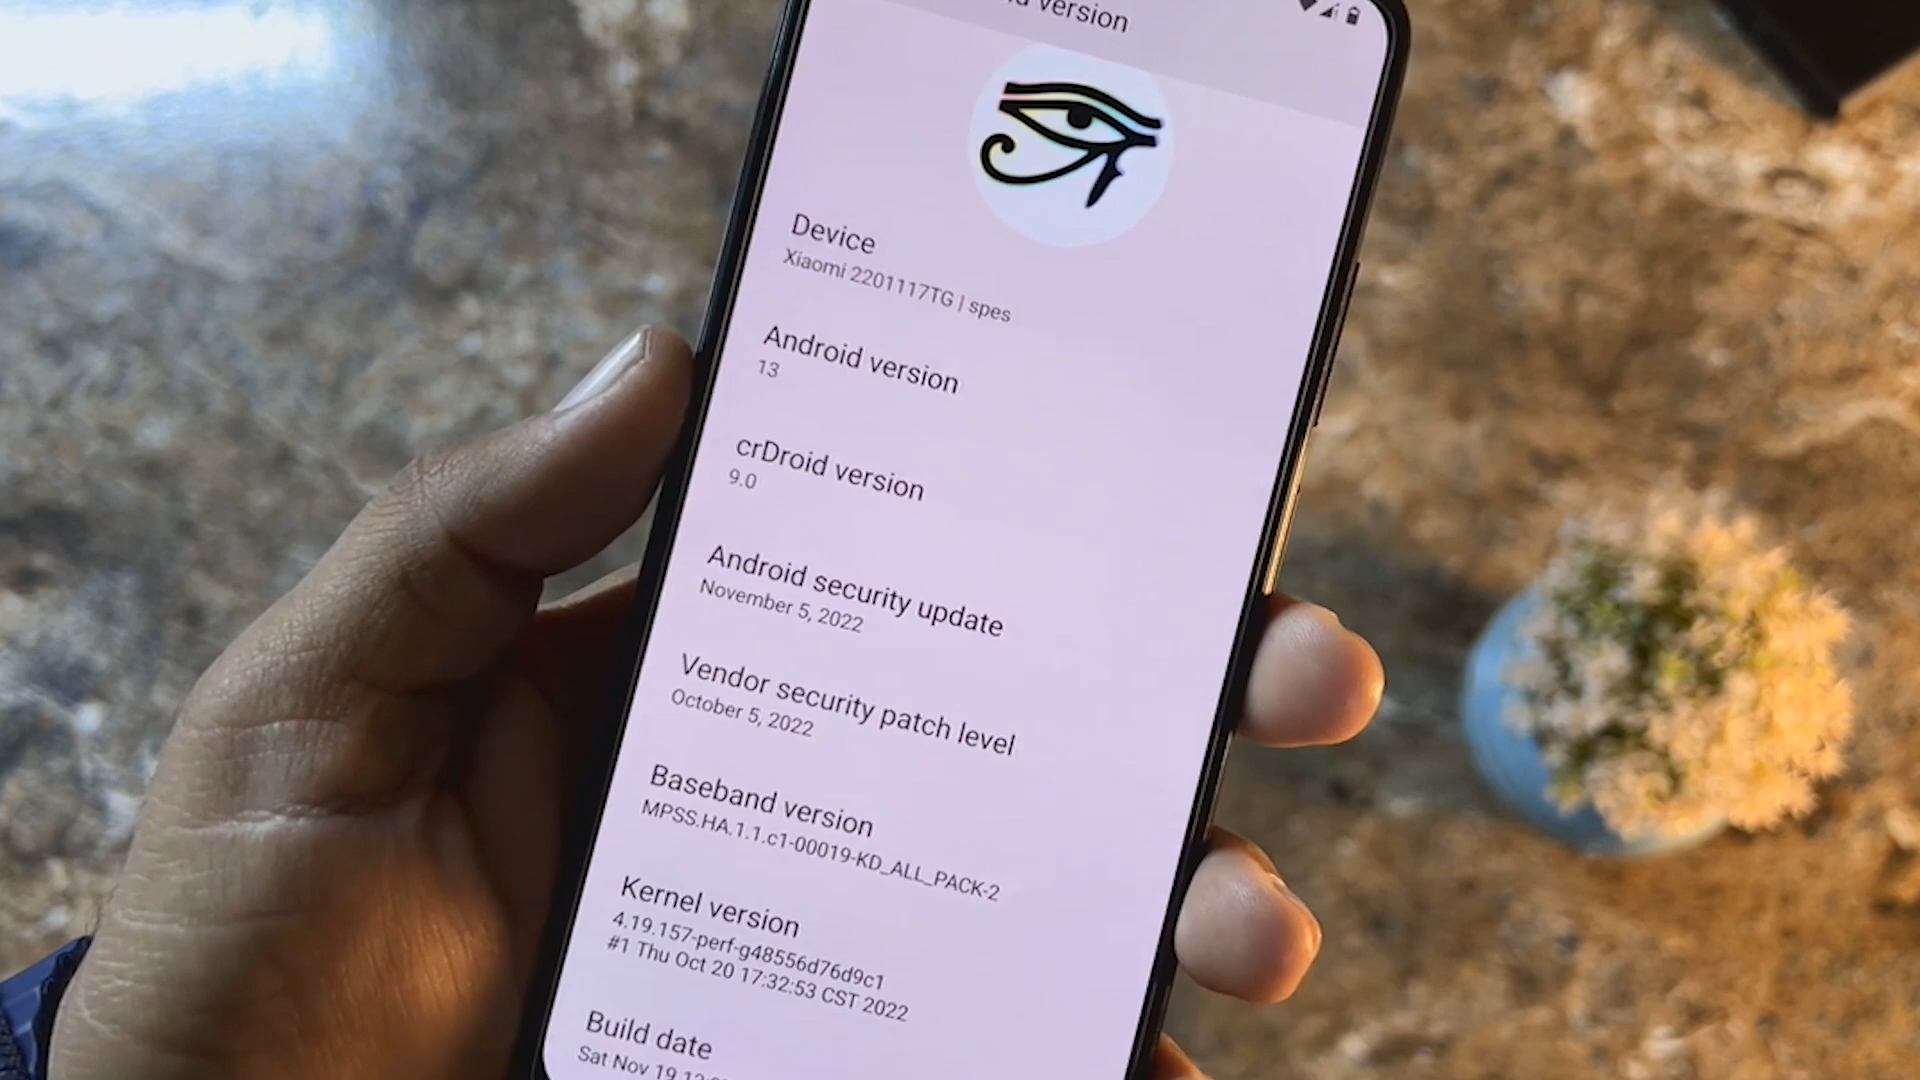 version
Device
Xiaomi 2201117TG | spes
Android version
13
crDroid version
9.0
Android security update
November 5, 2022
Vendor security patch level
October 5, 2022
Baseband version
MPSS.HA.1.1.c1-00019-KD_ALL_PACK-2
Kernel version
4.19.157-perf-g48556d76d9c1
#1 Thu Oct 20 17:32:53 CST 2022
Build date
Sat Nov 19